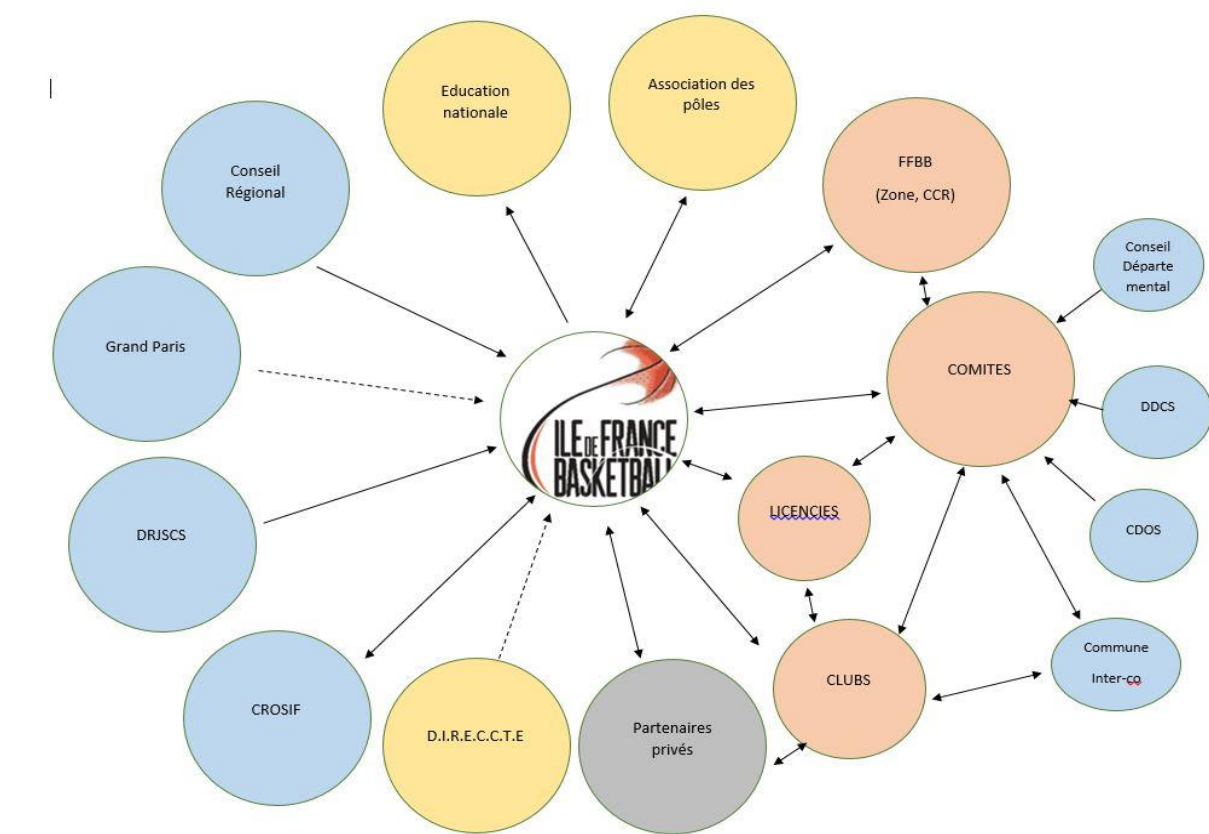 Education
nationale
Association des
pôles
Conseil
Régional
FFBB
(Zone, CCR)
Conseil
Départe
mental
Grand Paris
COMITES
DDCS
ILE DE FRANCE
BASKETBALL
LICENCIES
DRJSCS
CDOS
Commune
Inter-co
CLUBS
CROSIF
D.I.R.E.C.C.T.E
Partenaires
privés